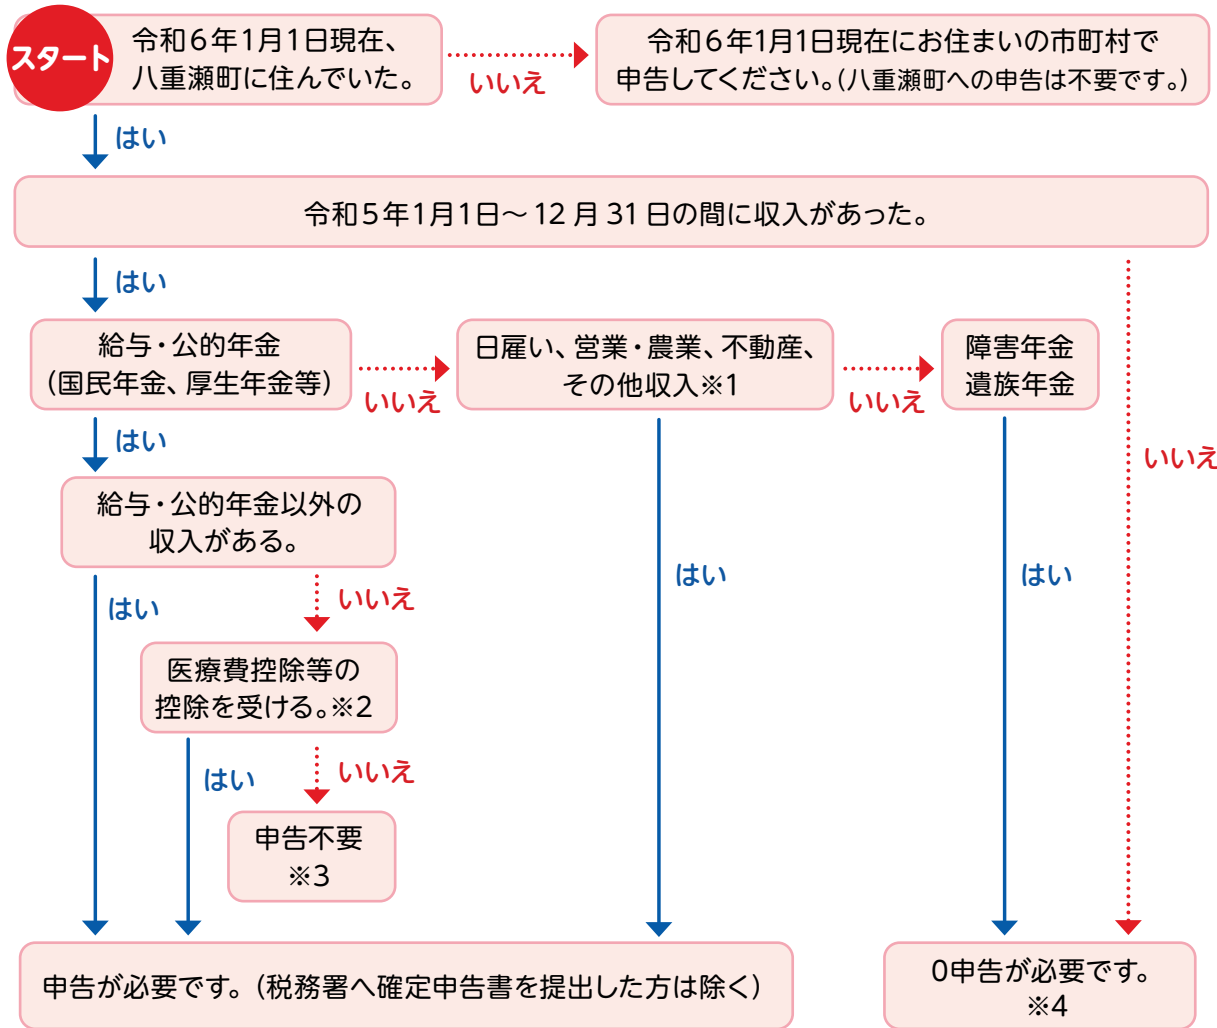 スタート
令和6年1月1日現在、
八重瀬町に住んでいた。
いいえ
令和6年1月1日現在にお住まいの市町村で
申告してください。(八重瀬町への申告は不要です。)
はい
令和5年1月1日～12月31日の間に収入があった。
はい
給与・公的年金
(国民年金、厚生年金等)
いいえ
日雇い、営業・農業、不動産、
その他収入※1
いいえ
障害年金
遺族年金
いいえ
はい
給与・公的年金以外の
収入がある。
はい
いいえ
はい
はい
医療費控除等の
控除を受ける。※2
はい
いいえ
申告不要
※3
申告が必要です。(税務署へ確定申告書を提出した方は除く)
0申告が必要です。
※4